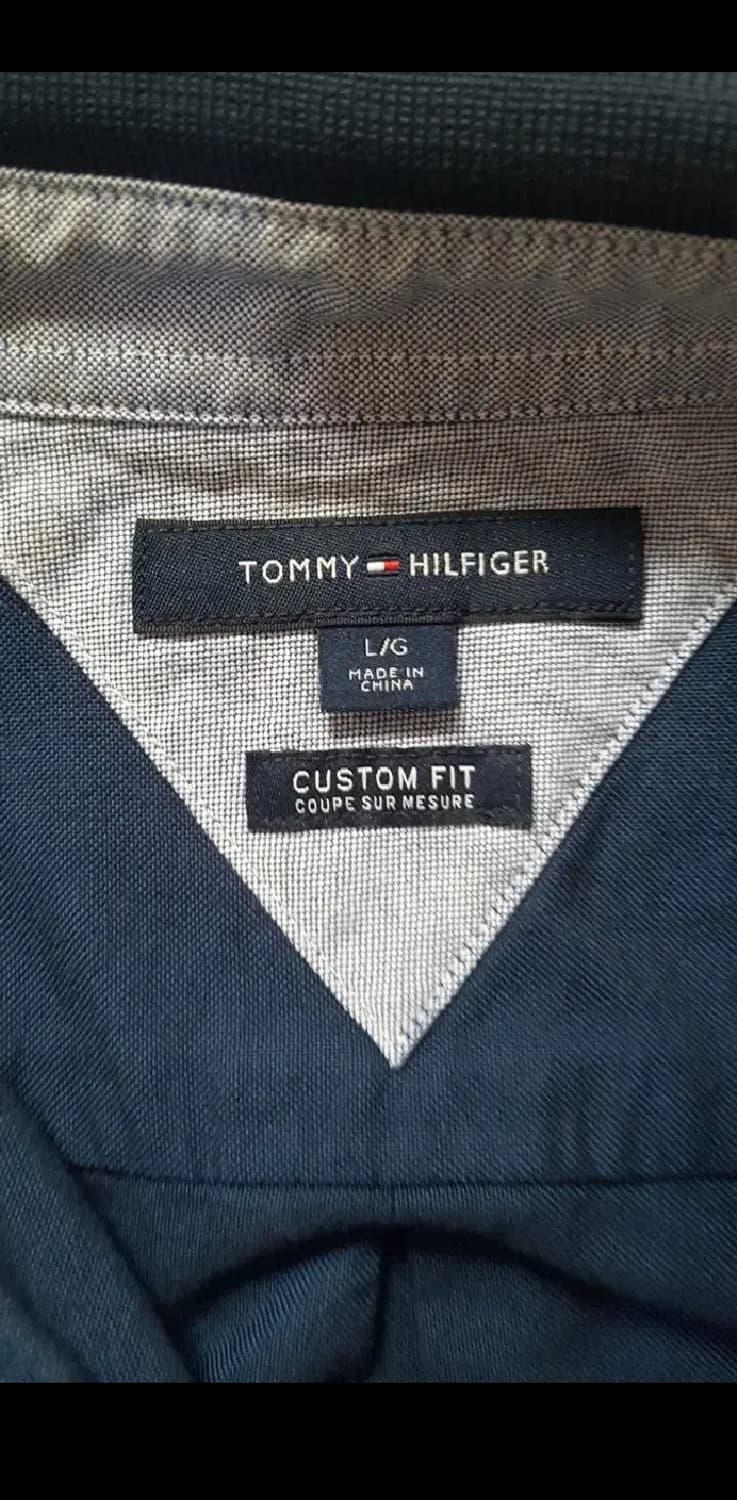 TOMMY HILFIGER
L/G
MADE IN
CHINA
CUSTOM FIT
COUPE SUR MESURE